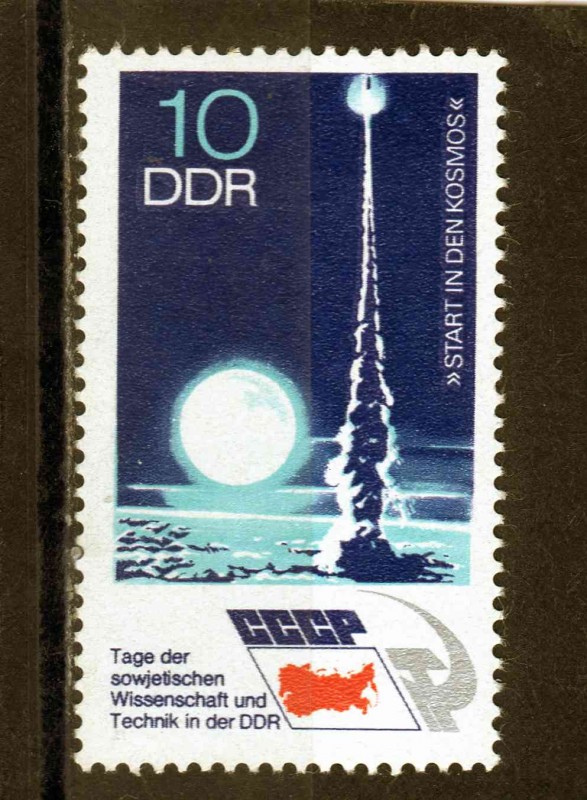 10
DDR
»START IN DEN KOSMOS«
CCCP
Tage der
sowjetischen
Wissenschaft und
Technik in der DDR